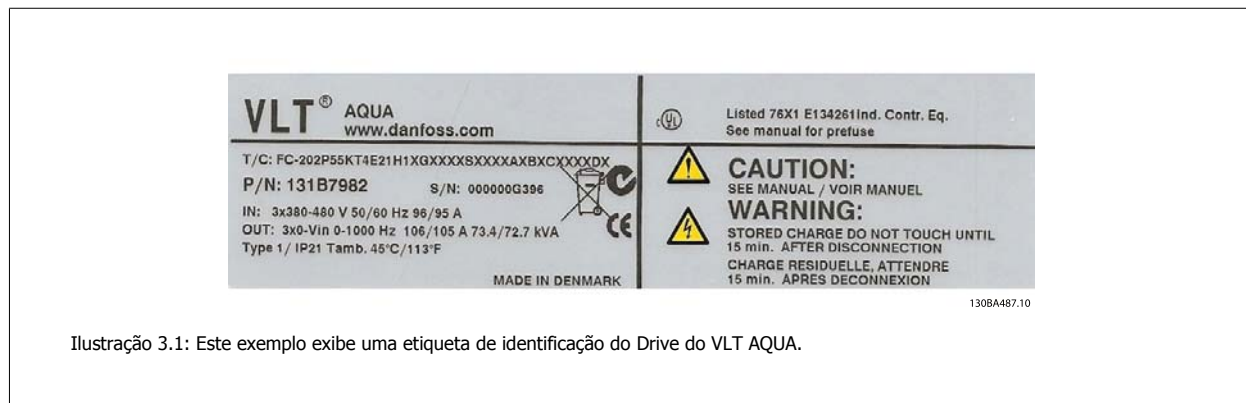 VLT® AQUA
www.danfoss.com
T/C: FC-202P55KT4E21H1XGXXXXSXXXXAXBXCXXXXDX
P/N: 131B7982 S/N: 000000G396
IN: 3x380-480 V 50/60 Hz 96/95 A
OUT: 3x0-Vin 0-1000 Hz 106/105 A 73.4/72.7 kVA
Type 1/ IP21 Tamb. 45°C/113°F
CE
MADE IN DENMARK
c UL
Listed 76X1 E134261Ind. Contr. Eq.
See manual for prefuse
CAUTION:
SEE MANUAL / VOIR MANUEL
WARNING:
STORED CHARGE DO NOT TOUCH UNTIL
15 min. AFTER DISCONNECTION
CHARGE RESIDUELLE, ATTENDRE
15 min. APRES DECONNEXION
130BA487.10
Ilustração 3.1: Este exemplo exibe uma etiqueta de identificação do Drive do VLT AQUA.